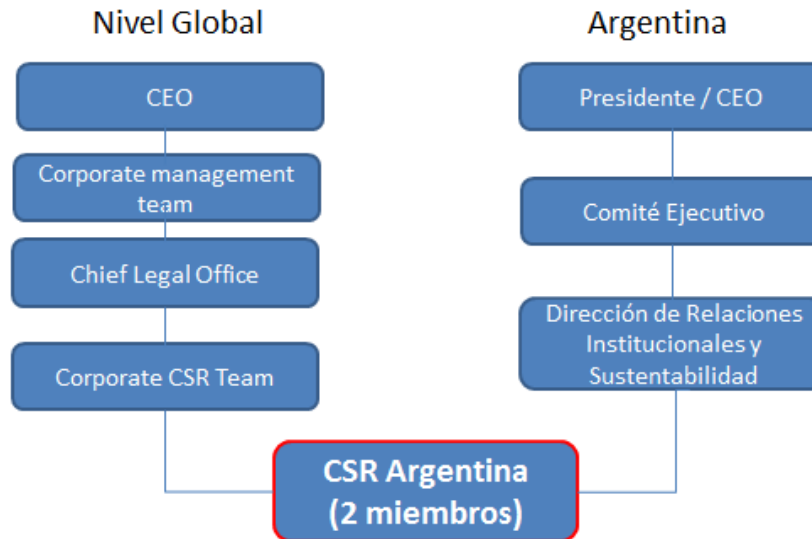 Nivel Global
CEO
Corporate management
team
Chief Legal Office
Corporate CSR Team
Argentina
Presidente / CEO
Comité Ejecutivo
Dirección de Relaciones
Institucionales y
Sustentabilidad
CSR Argentina
(2 miembros)